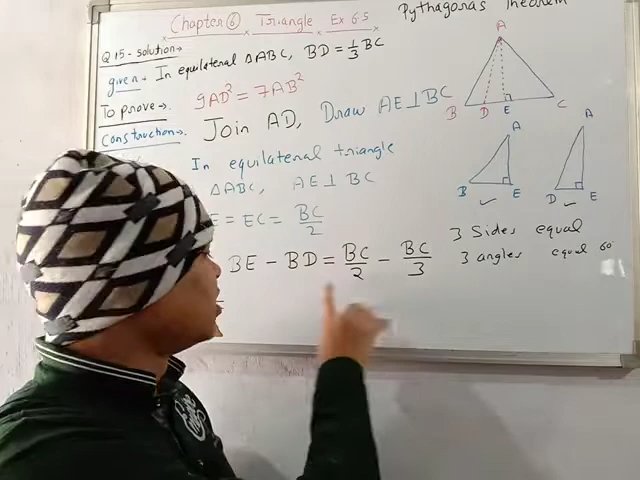 Pythagoras Theorem
Chapter 6 Triangle Ex 6.5
Q 15 - solution
given - In equilateral ΔABC, BD = 1/3 BC
To prove - 9AD² = 7AB²
Construction - Join AD, Draw AE⊥BC
In equilateral triangle
ΔABC, AE⊥BC
E = EC = BC/2
BE - BD = BC/2 - BC/3
A
B D E C
A
B E
A
D E
3 Sides equal
3 angles equal 60°